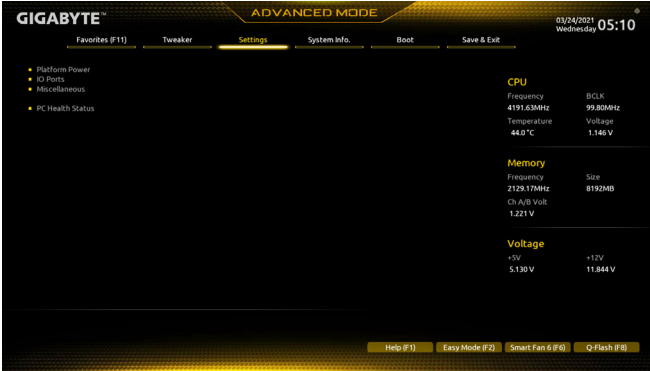 GIGABYTE™
ADVANCED MODE
03/24/2021
Wednesday 05:10
Favorites (F11) Tweaker Settings System Info. Boot Save & Exit
Platform Power
IO Ports
Miscellaneous
PC Health Status
CPU
Frequency BCLK
4191.63MHz 99.80MHz
Temperature Voltage
44.0 °C 1.146 V
Memory
Frequency Size
2129.17MHz 8192MB
Ch A/B Volt
1.221 V
Voltage
+5V +12V
5.130 V 11.844 V
Help (F1) Easy Mode (F2) Smart Fan 6 (F6) Q-Flash (F8)